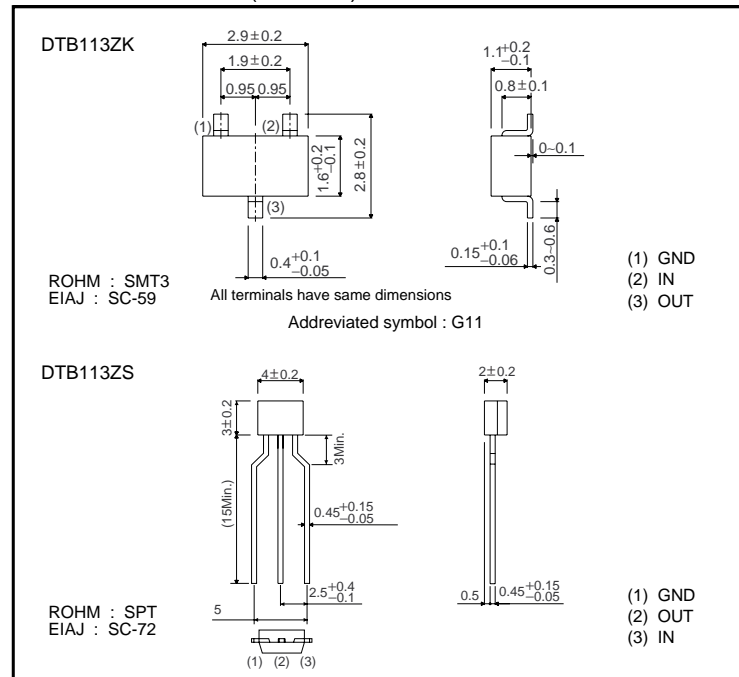 DTB113ZK
2.9±0.2
1.9±0.2
0.95 0.95
(1) (2)
(3)
1.6+0.2 −0.1
2.8±0.2
0.4+0.1 −0.05
1.1+0.2 −0.1
0.8±0.1
0~0.1
0.15+0.1 −0.06
0.3~0.6
ROHM : SMT3
EIAJ : SC-59
All terminals have same dimensions
Addreviated symbol : G11
(1) GND
(2) IN
(3) OUT
DTB113ZS
4±0.2
3±0.2
(15Min.)
3Min.
0.45+0.15 −0.05
2.5+0.4 −0.1
5
(1) (2) (3)
2±0.2
0.5
0.45+0.15 −0.05
ROHM : SPT
EIAJ : SC-72
(1) GND
(2) OUT
(3) IN